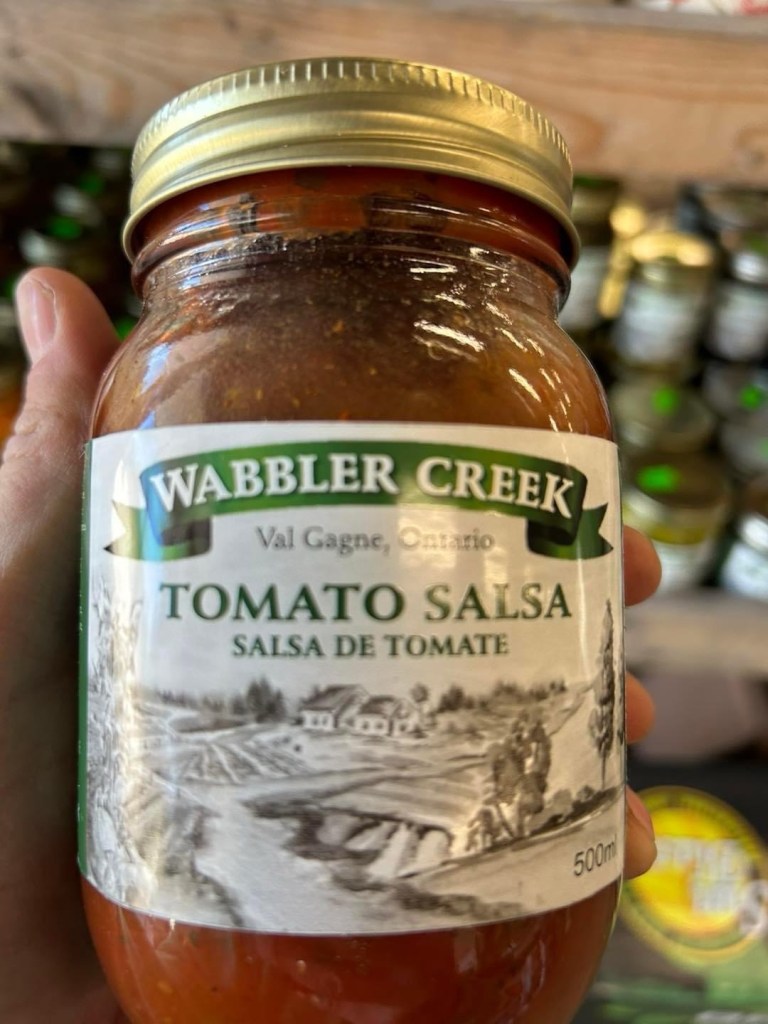 WABBLER CREEK
Val Gagne, Ontario
TOMATO SALSA
SALSA DE TOMATE
500ml